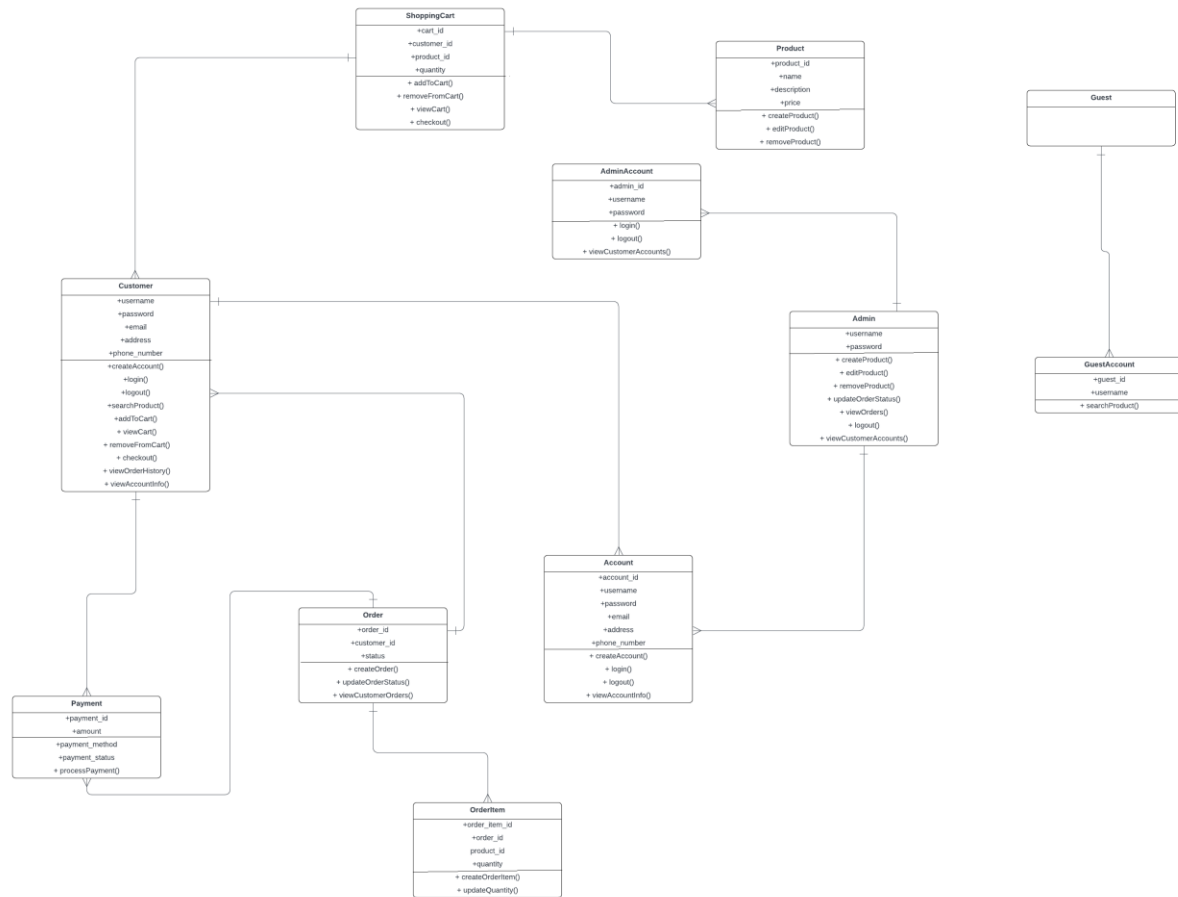 ShoppingCart
+cart_id
+customer_id
+product_id
+quantity
+ addToCart()
+ removeFromCart()
+ viewCart()
+ checkout()
Product
+product_id
+name
+description
+price
+ createProduct()
+ editProduct()
+ removeProduct()
Guest
AdminAccount
+admin_id
+username
+password
+ login()
+ logout()
+ viewCustomerAccounts()
Customer
+username
+password
+email
+address
+phone_number
+createAccount()
+login()
+logout()
+searchProduct()
+addToCart()
+ viewCart()
+ removeFromCart()
+ checkout()
+ viewOrderHistory()
+ viewAccountInfo()
Admin
+username
+password
+ createProduct()
+ editProduct()
+ removeProduct()
+ updateOrderStatus()
+ viewOrders()
+ logout()
+ viewCustomerAccounts()
GuestAccount
+guest_id
+username
+ searchProduct()
Account
+account_id
+username
+password
+email
+address
+phone_number
+ createAccount()
+ login()
+ logout()
+ viewAccountInfo()
Order
+order_id
+customer_id
+status
+ createOrder()
+ updateOrderStatus()
+ viewCustomerOrders()
Payment
+payment_id
+amount
+payment_method
+payment_status
+ processPayment()
OrderItem
+order_item_id
+order_id
product_id
+quantity
+ createOrderItem()
+ updateQuantity()